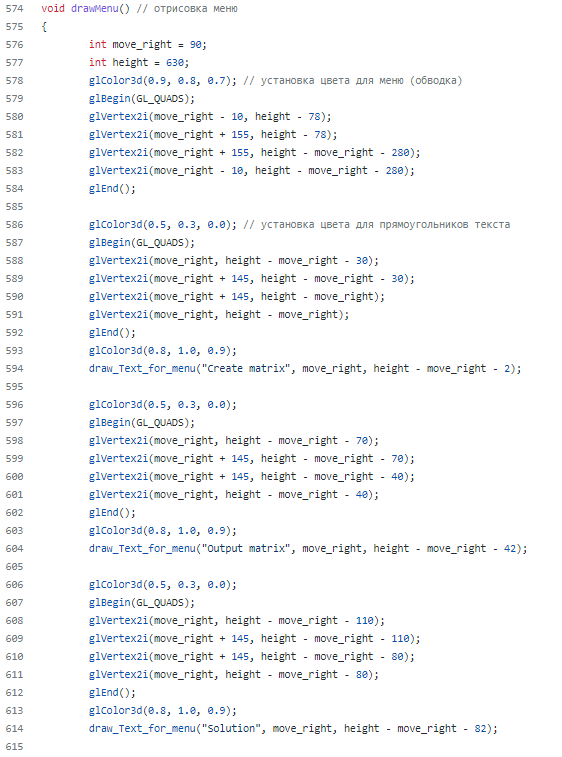 574 void drawMenu() // отрисовка меню
575 {
576 int move_right = 90;
577 int height = 630;
578 glColor3d(0.9, 0.8, 0.7); // установка цвета для меню (обводка)
579 glBegin(GL_QUADS);
580 glVertex2i(move_right - 10, height - 78);
581 glVertex2i(move_right + 155, height - 78);
582 glVertex2i(move_right + 155, height - move_right - 280);
583 glVertex2i(move_right - 10, height - move_right - 280);
584 glEnd();
585
586 glColor3d(0.5, 0.3, 0.0); // установка цвета для прямоугольников текста
587 glBegin(GL_QUADS);
588 glVertex2i(move_right, height - move_right - 30);
589 glVertex2i(move_right + 145, height - move_right - 30);
590 glVertex2i(move_right + 145, height - move_right);
591 glVertex2i(move_right, height - move_right);
592 glEnd();
593 glColor3d(0.8, 1.0, 0.9);
594 draw_Text_for_menu("Create matrix", move_right, height - move_right - 2);
595
596 glColor3d(0.5, 0.3, 0.0);
597 glBegin(GL_QUADS);
598 glVertex2i(move_right, height - move_right - 70);
599 glVertex2i(move_right + 145, height - move_right - 70);
600 glVertex2i(move_right + 145, height - move_right - 40);
601 glVertex2i(move_right, height - move_right - 40);
602 glEnd();
603 glColor3d(0.8, 1.0, 0.9);
604 draw_Text_for_menu("Output matrix", move_right, height - move_right - 42);
605
606 glColor3d(0.5, 0.3, 0.0);
607 glBegin(GL_QUADS);
608 glVertex2i(move_right, height - move_right - 110);
609 glVertex2i(move_right + 145, height - move_right - 110);
610 glVertex2i(move_right + 145, height - move_right - 80);
611 glVertex2i(move_right, height - move_right - 80);
612 glEnd();
613 glColor3d(0.8, 1.0, 0.9);
614 draw_Text_for_menu("Solution", move_right, height - move_right - 82);
615